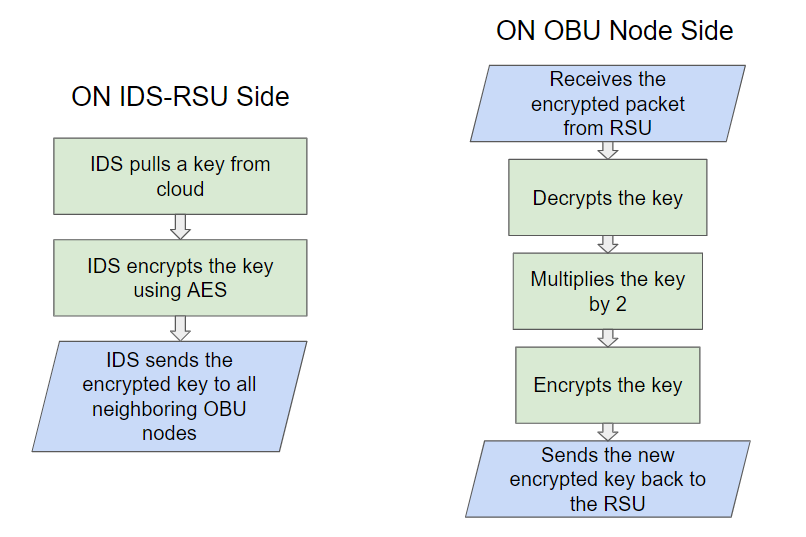 ON IDS-RSU Side
IDS pulls a key from
cloud
IDS encrypts the key
using AES
IDS sends the
encrypted key to all
neighboring OBU
nodes
ON OBU Node Side
Receives the
encrypted packet
from RSU
Decrypts the key
Multiplies the key
by 2
Encrypts the key
Sends the new
encrypted key back to
the RSU